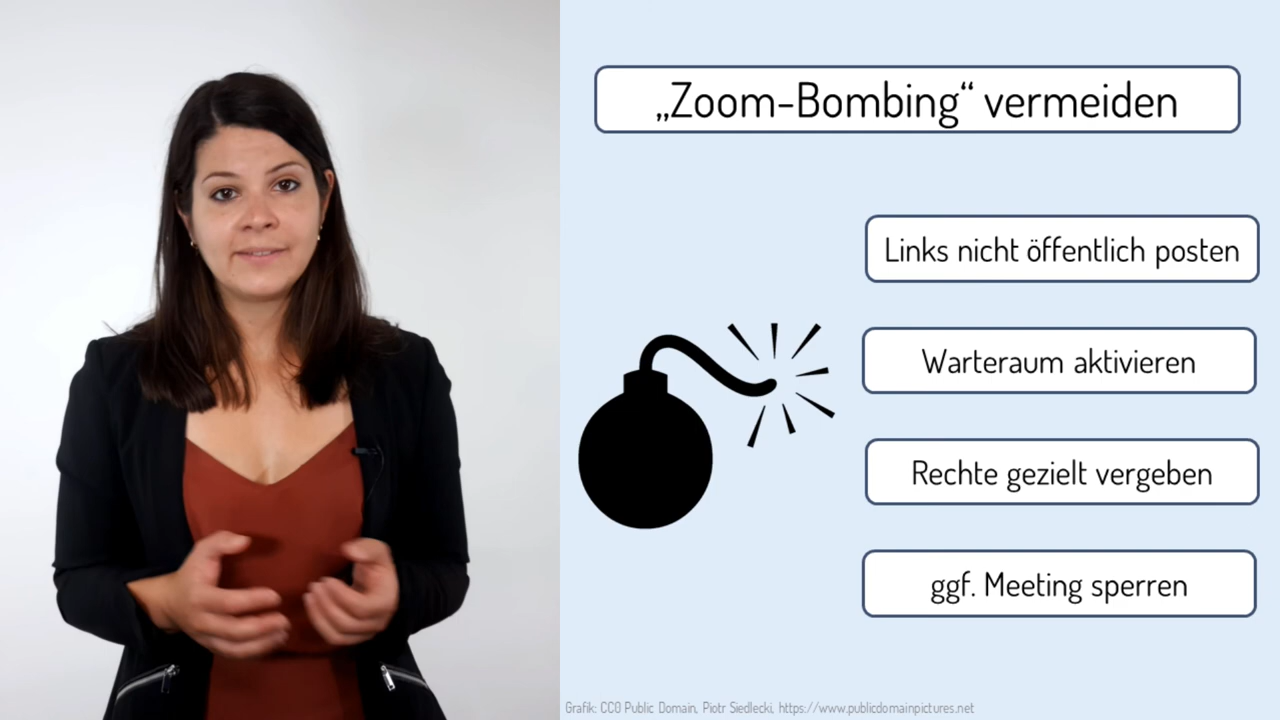 „Zoom-Bombing“ vermeiden
Links nicht öffentlich posten
Warteraum aktivieren
Rechte gezielt vergeben
ggf. Meeting sperren
Grafik: CC0 Public Domain, Piotr Siedlecki, https://www.publicdomainpictures.net